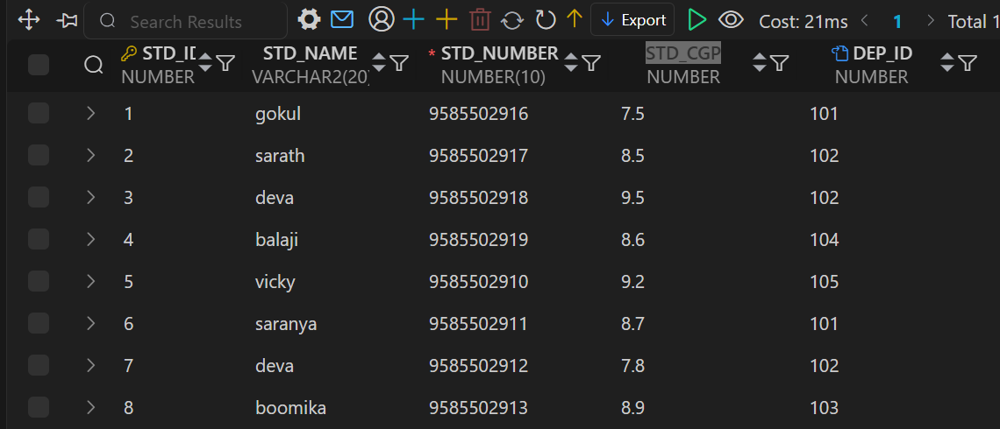 Search Results Export Cost: 21ms 1 Total 1
STD_ID STD_NAME * STD_NUMBER STD_CGP DEP_ID
NUMBER VARCHAR2(20) NUMBER(10) NUMBER NUMBER
1 gokul 9585502916 7.5 101
2 sarath 9585502917 8.5 102
3 deva 9585502918 9.5 102
4 balaji 9585502919 8.6 104
5 vicky 9585502910 9.2 105
6 saranya 9585502911 8.7 101
7 deva 9585502912 7.8 102
8 boomika 9585502913 8.9 103